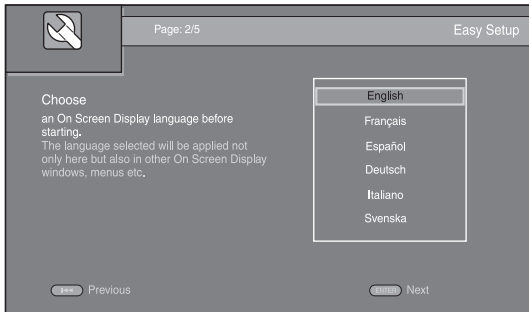 Page: 2/5
Easy Setup
Choose
an On Screen Display language before
starting.
The language selected will be applied not
only here but also in other On Screen Display
windows, menus etc.
English
Français
Español
Deutsch
Italiano
Svenska
Previous
ENTER Next